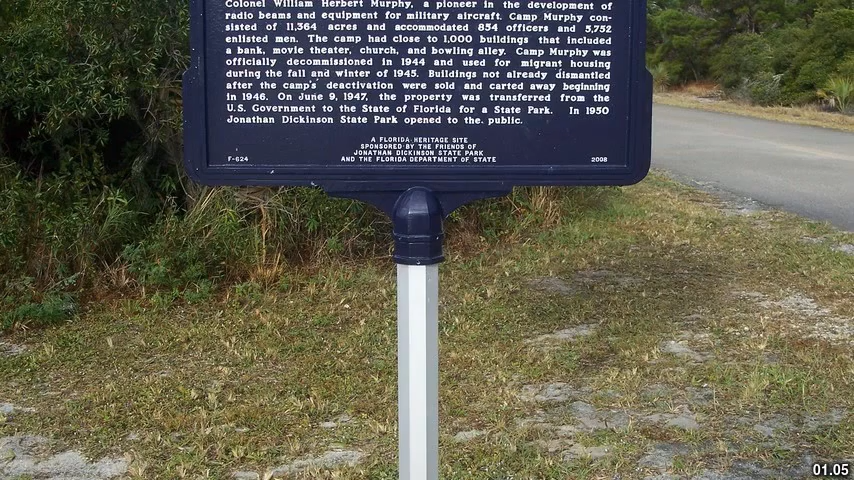 Colonel William Herbert Murphy, a pioneer in the development of
radio beams and equipment for military aircraft. Camp Murphy con-
sisted of 11,364 acres and accommodated 854 officers and 5,752
enlisted men. The camp had close to 1,000 buildings that included
a bank, movie theater, church, and bowling alley. Camp Murphy was
officially decommissioned in 1944 and used for migrant housing
during the fall and winter of 1945. Buildings not already dismantled
after the camp's deactivation were sold and carted away beginning
in 1946. On June 9, 1947, the property was transferred from the
U.S. Government to the State of Florida for a State Park. In 1950
Jonathan Dickinson State Park opened to the public.
A FLORIDA HERITAGE SITE
SPONSORED BY THE FRIENDS OF
JONATHAN DICKINSON STATE PARK
AND THE FLORIDA DEPARTMENT OF STATE
F-624
2008
01.05